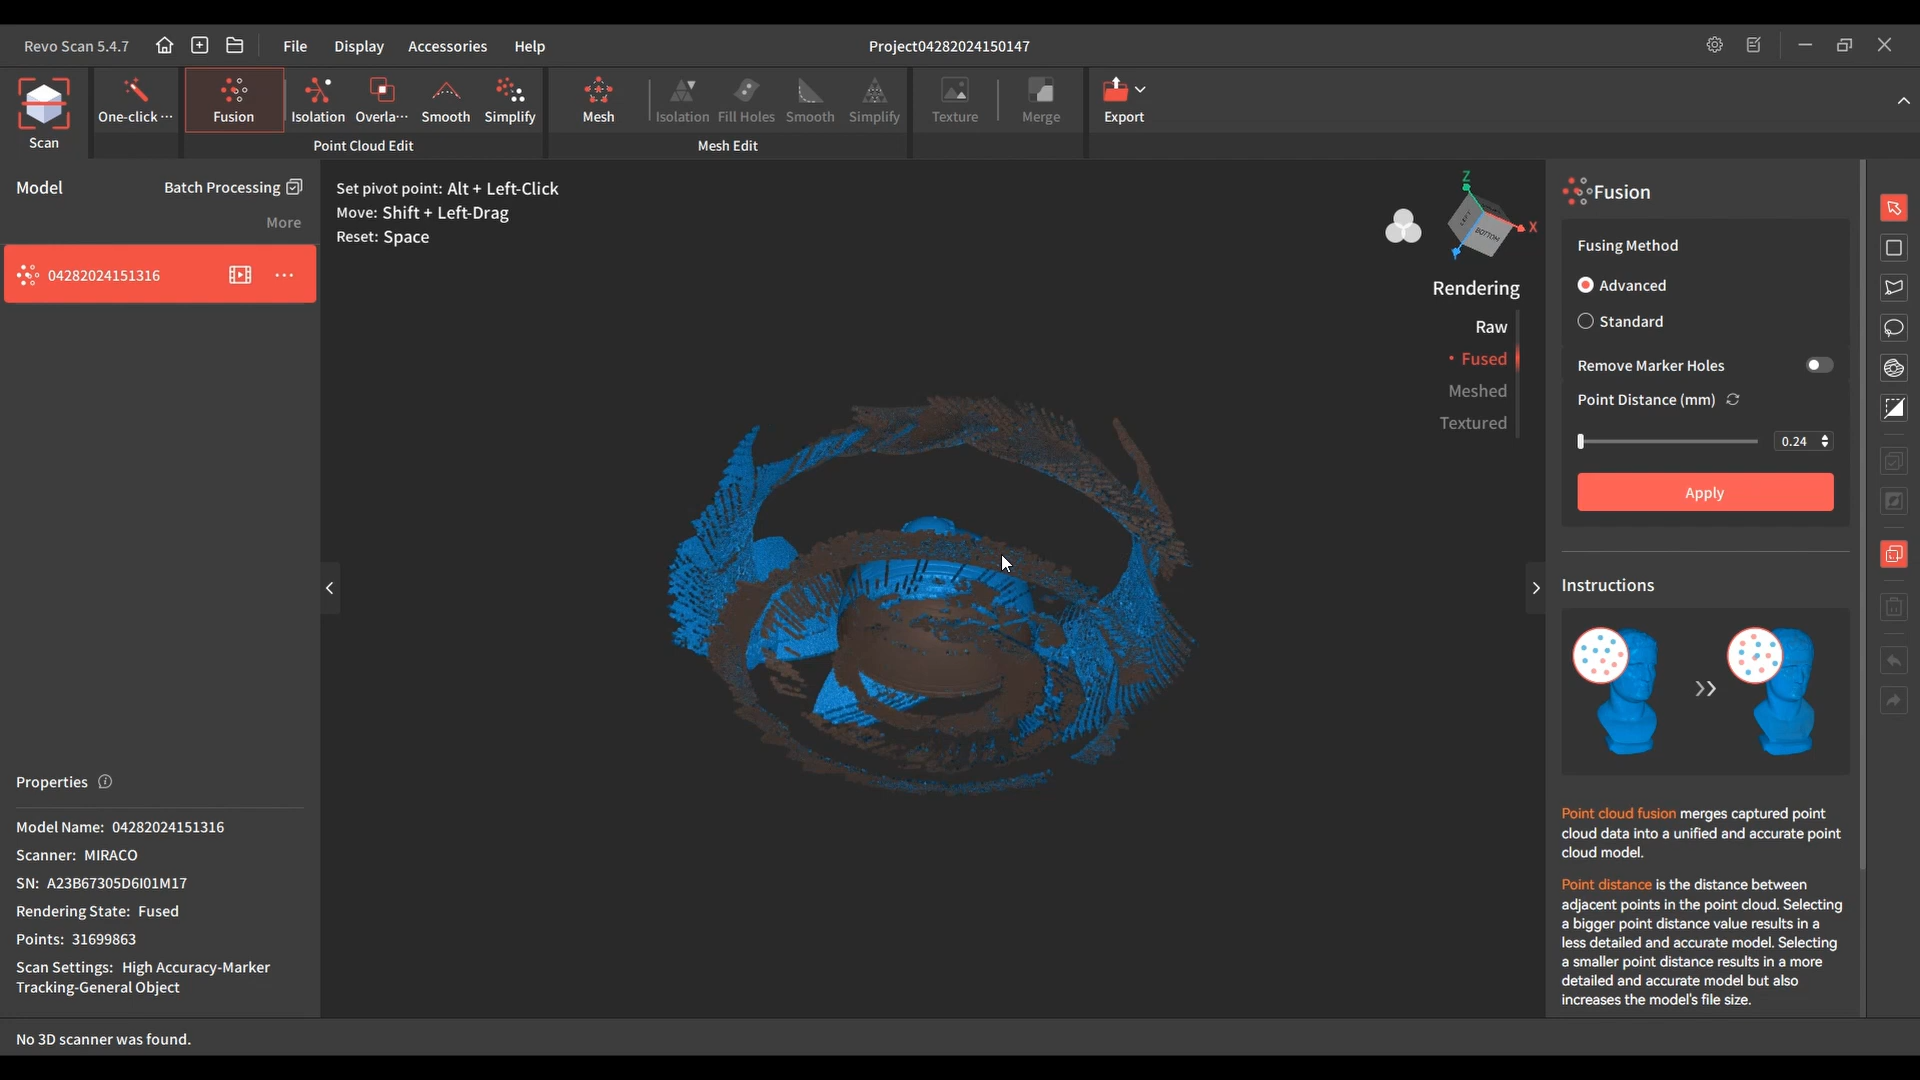 Revo Scan 5.4.7
File
Display
Accessories
Help
Project04282024150147
Scan
One-click ···
Fusion
Isolation
Overla···
Smooth
Simplify
Point Cloud Edit
Mesh
Isolation
Fill Holes
Smooth
Simplify
Mesh Edit
Texture
Merge
Export
Model
Batch Processing
More
04282024151316
Set pivot point: Alt + Left-Click
Move: Shift + Left-Drag
Reset: Space
Z
X
LEFT
BOTTOM
Rendering
Raw
Fused
Meshed
Textured
Fusion
Fusing Method
Advanced
Standard
Remove Marker Holes
Point Distance (mm)
0.24
Apply
Instructions
Point cloud fusion merges captured point
cloud data into a unified and accurate point
cloud model.
Point distance is the distance between
adjacent points in the point cloud. Selecting
a bigger point distance value results in a
less detailed and accurate model. Selecting
a smaller point distance results in a more
detailed and accurate model but also
increases the model's file size.
Properties
Model Name: 04282024151316
Scanner: MIRACO
SN: A23B67305D6I01M17
Rendering State: Fused
Points: 31699863
Scan Settings: High Accuracy-Marker
Tracking-General Object
No 3D scanner was found.